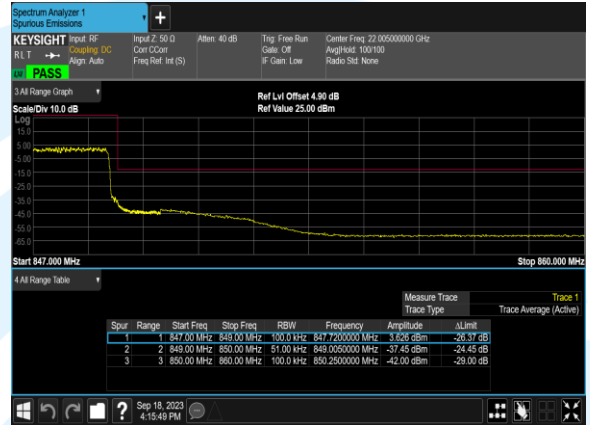 Spectrum Analyzer 1
Spurious Emissions
+
KEYSIGHT Input: RF Input Z: 50 Ω Atten: 40 dB Trig: Free Run Center Freq: 22.005000000 GHz
RLT Coupling: DC Corr CCorr Gate: Off Avg|Hold: 100/100
Align: Auto Freq Ref: Int (S) IF Gain: Low Radio Std: None
PASS
3 All Range Graph
Ref Lvl Offset 4.90 dB
Scale/Div 10.0 dB Ref Value 25.00 dBm
Log
15.0
5.00
-5.00
-15.0
-25.0
-35.0
-45.0
-55.0
-65.0
Start 847.000 MHz Stop 860.000 MHz
4 All Range Table
Measure Trace Trace 1
Trace Type Trace Average (Active)
Spur Range Start Freq Stop Freq RBW Frequency Amplitude ΔLimit
1 1 847.00 MHz 849.00 MHz 100.0 kHz 847.7200000 MHz 3.626 dBm -26.37 dB
2 2 849.00 MHz 850.00 MHz 51.00 kHz 849.0050000 MHz -37.45 dBm -24.45 dB
3 3 850.00 MHz 860.00 MHz 100.0 kHz 850.2500000 MHz -42.00 dBm -29.00 dB
? Sep 18, 2023
4:15:49 PM